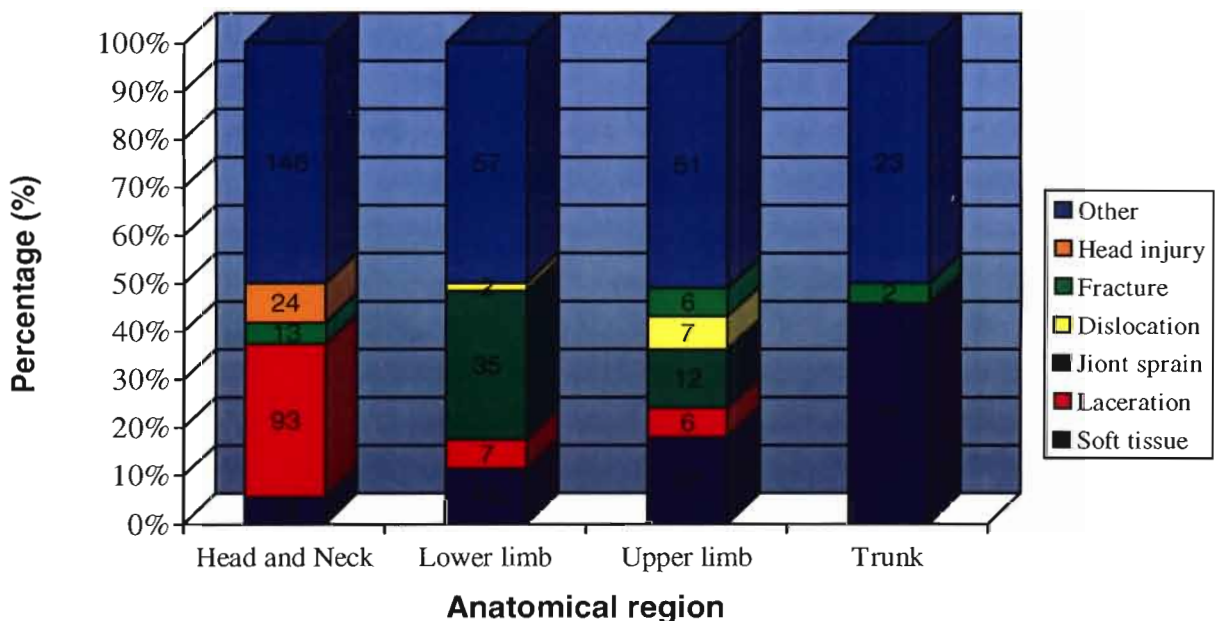 Percentage (%)
100%
90%
80%
70%
60%
50%
40%
30%
20%
10%
0%
146
24
13
93
57
2
35
7
51
6
7
12
6
23
2
Head and Neck
Lower limb
Upper limb
Trunk
Anatomical region
Other
Head injury
Fracture
Dislocation
Jiont sprain
Laceration
Soft tissue